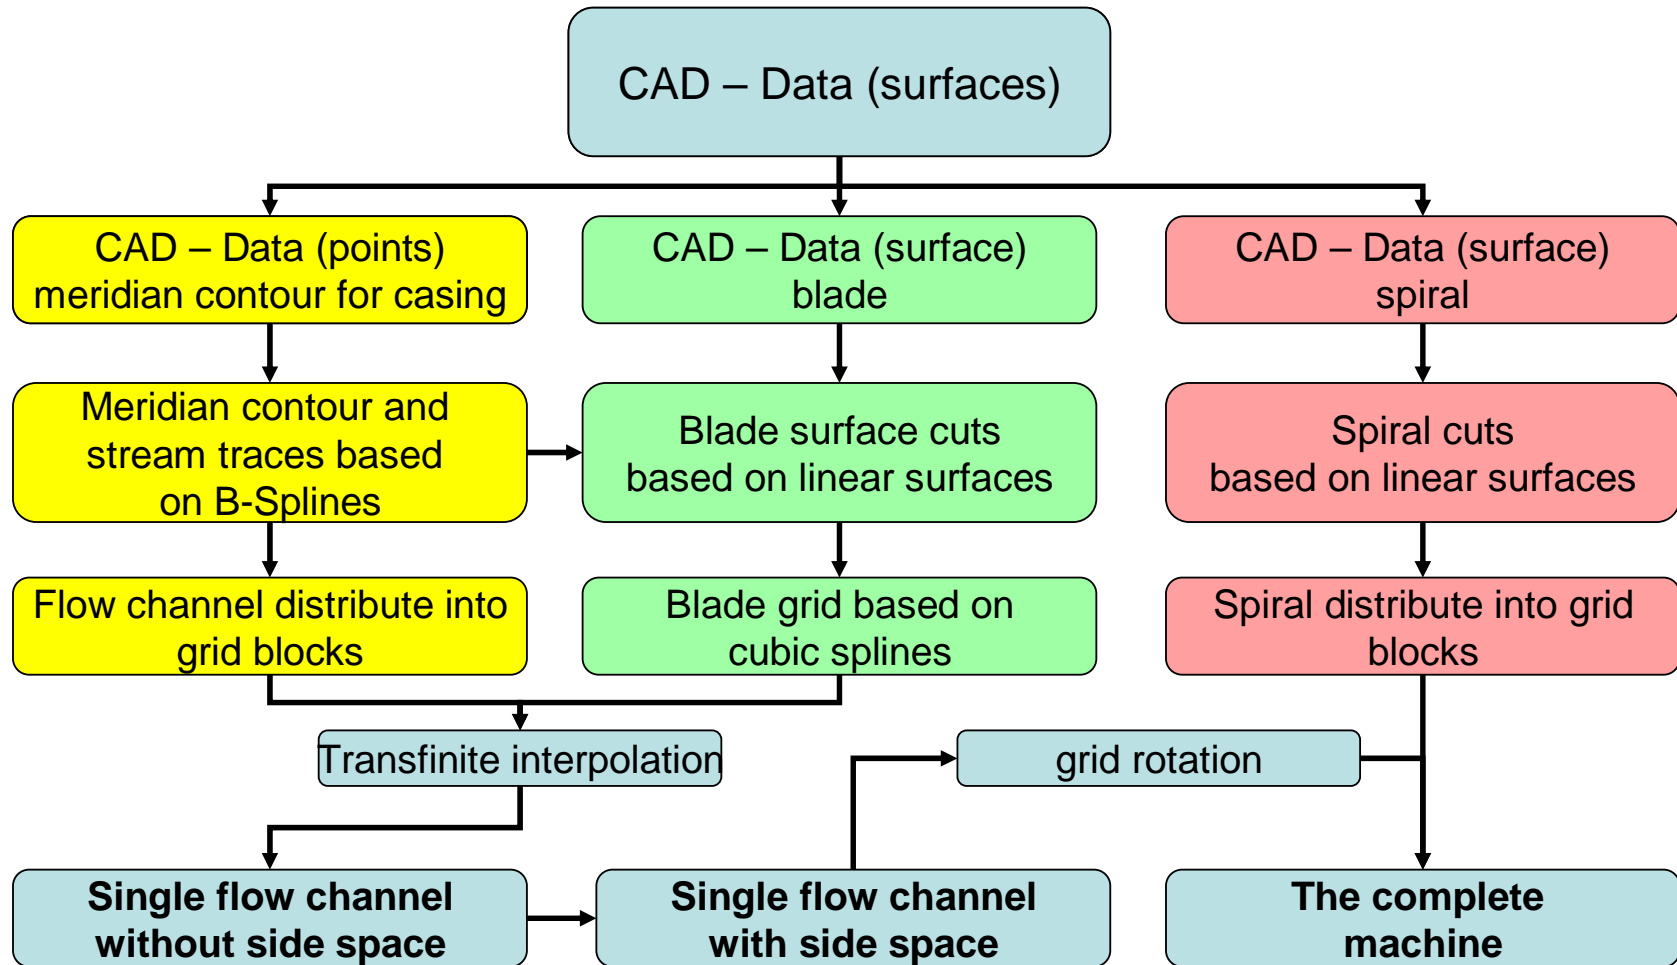 CAD – Data (surfaces)
CAD – Data (points)
meridian contour for casing
CAD – Data (surface)
blade
CAD – Data (surface)
spiral
Meridian contour and
stream traces based
on B-Splines
Blade surface cuts
based on linear surfaces
Spiral cuts
based on linear surfaces
Flow channel distribute into
grid blocks
Blade grid based on
cubic splines
Spiral distribute into grid
blocks
Transfinite interpolation
grid rotation
Single flow channel
without side space
Single flow channel
with side space
The complete
machine